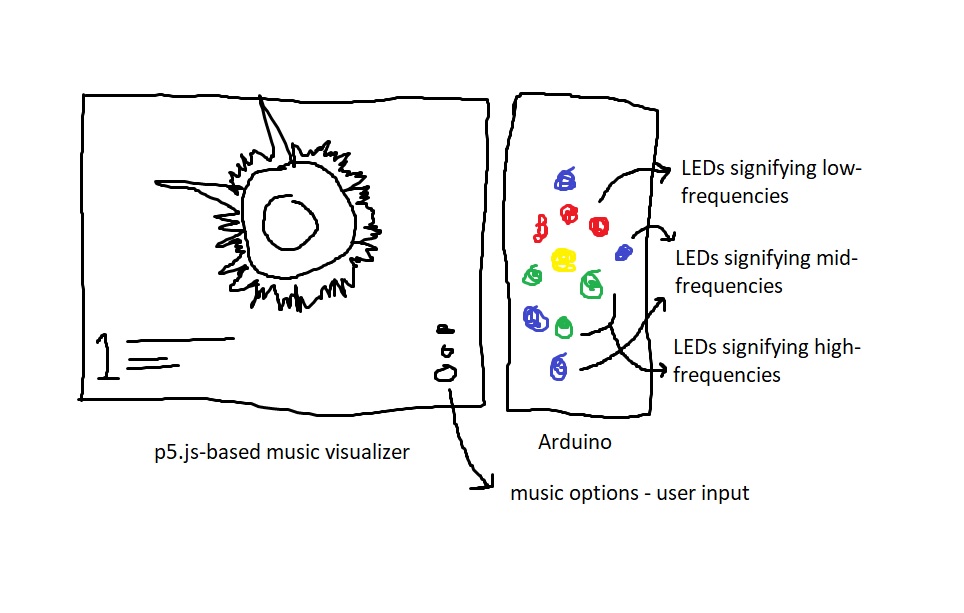 LEDs signifying low-
frequencies
LEDs signifying mid-
frequencies
LEDs signifying high-
frequencies
1
Arduino
p5.js-based music visualizer
music options - user input